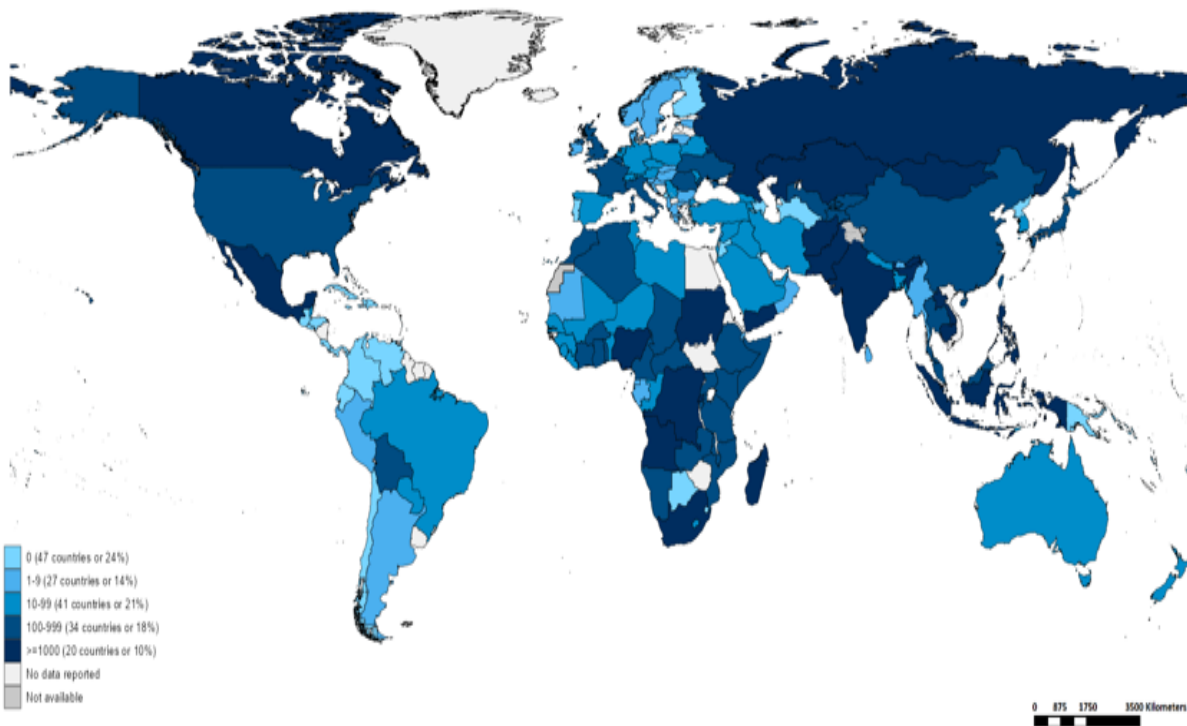 0 (47 countries or 24%)
1-9 (27 countries or 14%)
10-99 (41 countries or 21%)
100-999 (34 countries or 18%)
>=1000 (20 countries or 10%)
No data reported
Not available
0 875 1750 3500 Kilometers